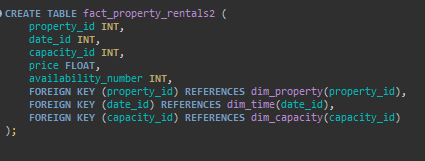 CREATE TABLE fact_property_rentals2 (
property_id INT,
date_id INT,
capacity_id INT,
price FLOAT,
availability_number INT,
FOREIGN KEY (property_id) REFERENCES dim_property(property_id),
FOREIGN KEY (date_id) REFERENCES dim_time(date_id),
FOREIGN KEY (capacity_id) REFERENCES dim_capacity(capacity_id)
);